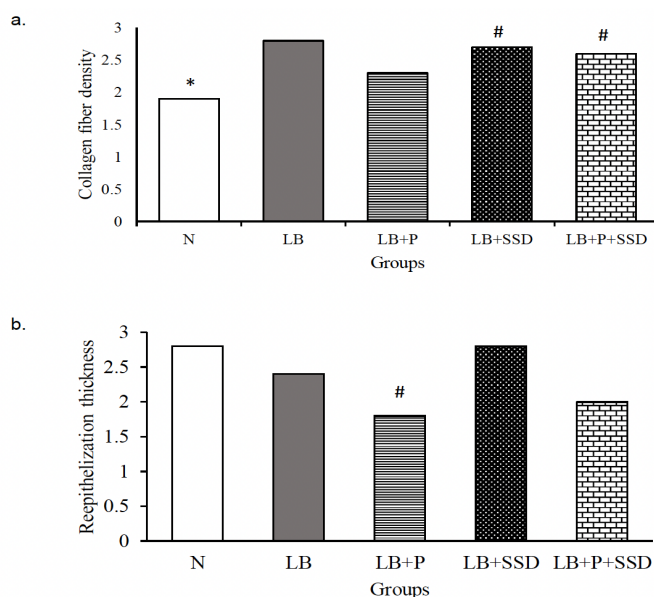 a.
Collagen fiber density
3
2.5
2
1.5
1
0.5
0
*
#
#
N LB LB+P LB+SSD LB+P+SSD
Groups
b.
Reepithelization thickness
3
2.5
2
1.5
1
0.5
0
#
N LB LB+P LB+SSD LB+P+SSD
Groups